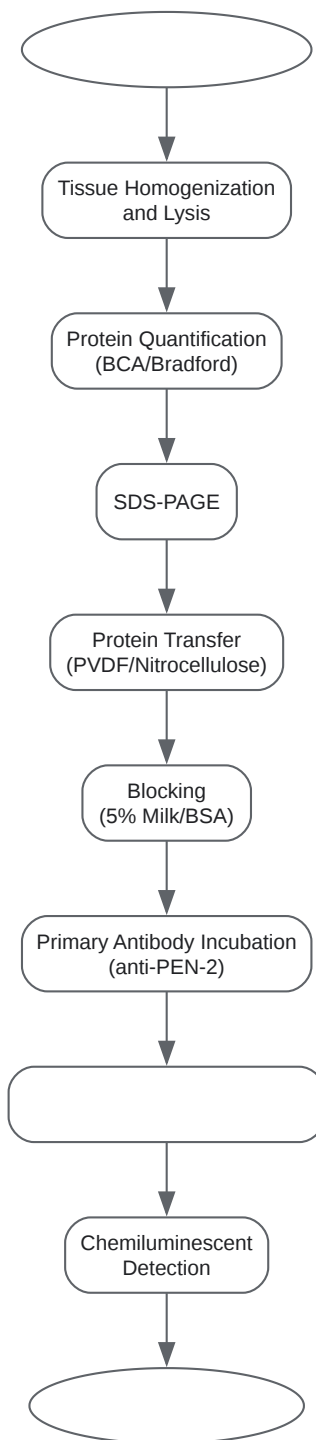 Tissue Homogenization
and Lysis
Protein Quantification
(BCA/Bradford)
SDS-PAGE
Protein Transfer
(PVDF/Nitrocellulose)
Blocking
(5% Milk/BSA)
Primary Antibody Incubation
(anti-PEN-2)
Chemiluminescent
Detection